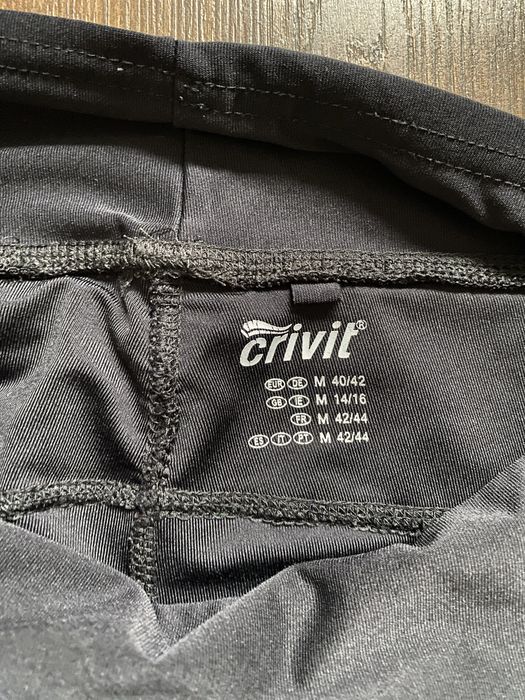 crivit®
EUR DE M 40/42
GB IE M 14/16
FR M 42/44
ES IT PT M 42/44